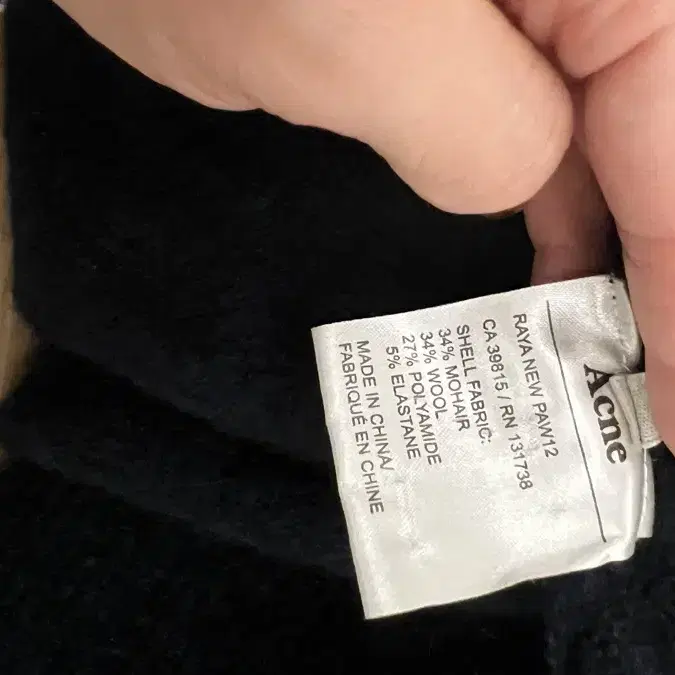 Acne
RAYA NEW PAW12
CA 39815 / RN 131738
SHELL FABRIC:
34% MOHAIR
34% WOOL
27% POLYAMIDE
5% ELASTANE
MADE IN CHINA/
FABRIQUÉ EN CHINE